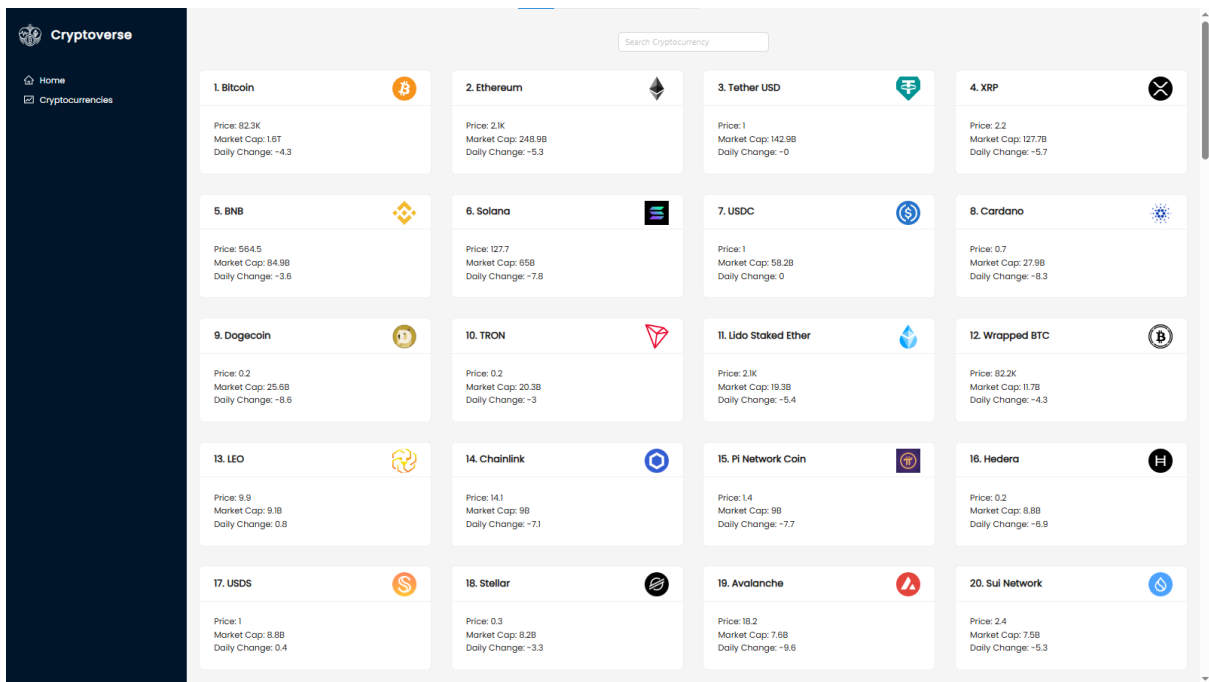 Cryptoverse
Home
Cryptocurrencies
Search Cryptocurrency
1. Bitcoin
Price: 82.3K
Market Cap: 1.6T
Daily Change: -4.3
2. Ethereum
Price: 2.1K
Market Cap: 248.9B
Daily Change: -5.3
3. Tether USD
Price: 1
Market Cap: 142.9B
Daily Change: -0
4. XRP
Price: 2.2
Market Cap: 127.7B
Daily Change: -5.7
5. BNB
Price: 564.5
Market Cap: 84.9B
Daily Change: -3.6
6. Solana
Price: 127.7
Market Cap: 65B
Daily Change: -7.8
7. USDC
Price: 1
Market Cap: 58.2B
Daily Change: 0
8. Cardano
Price: 0.7
Market Cap: 27.9B
Daily Change: -8.3
9. Dogecoin
Price: 0.2
Market Cap: 25.6B
Daily Change: -8.6
10. TRON
Price: 0.2
Market Cap: 20.3B
Daily Change: -3
11. Lido Staked Ether
Price: 2.1K
Market Cap: 19.3B
Daily Change: -5.4
12. Wrapped BTC
Price: 82.2K
Market Cap: 11.7B
Daily Change: -4.3
13. LEO
Price: 9.9
Market Cap: 9.1B
Daily Change: 0.8
14. Chainlink
Price: 14.1
Market Cap: 9B
Daily Change: -7.1
15. Pi Network Coin
Price: 1.4
Market Cap: 9B
Daily Change: -7.7
16. Hedera
Price: 0.2
Market Cap: 8.8B
Daily Change: -6.9
17. USDS
Price: 1
Market Cap: 8.8B
Daily Change: 0.4
18. Stellar
Price: 0.3
Market Cap: 8.2B
Daily Change: -3.3
19. Avalanche
Price: 18.2
Market Cap: 7.6B
Daily Change: -9.6
20. Sui Network
Price: 2.4
Market Cap: 7.5B
Daily Change: -5.3